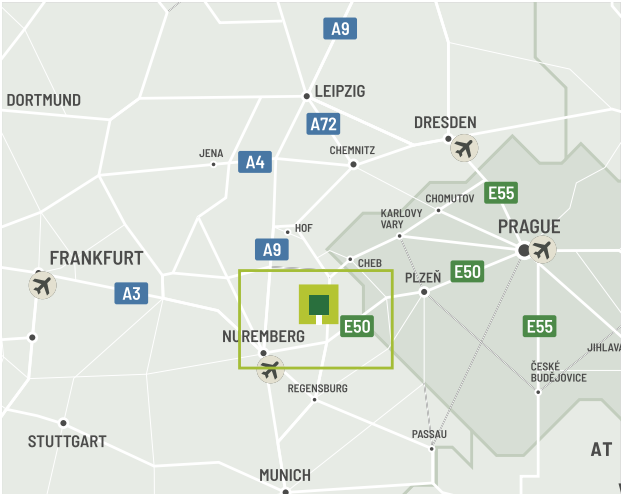 A9
LEIPZIG
DORTMUND
A72
DRESDEN
CHEMNITZ
JENA
A4
E55
CHOMUTOV
KARLOVY
VARY
HOF
PRAGUE
A9
FRANKFURT
CHEB
PLZEŇ
E50
A3
E50
E55
NUREMBERG
JIHLAVA
ČESKÉ
BUDĚJOVICE
REGENSBURG
STUTTGART
PASSAU
AT
MUNICH